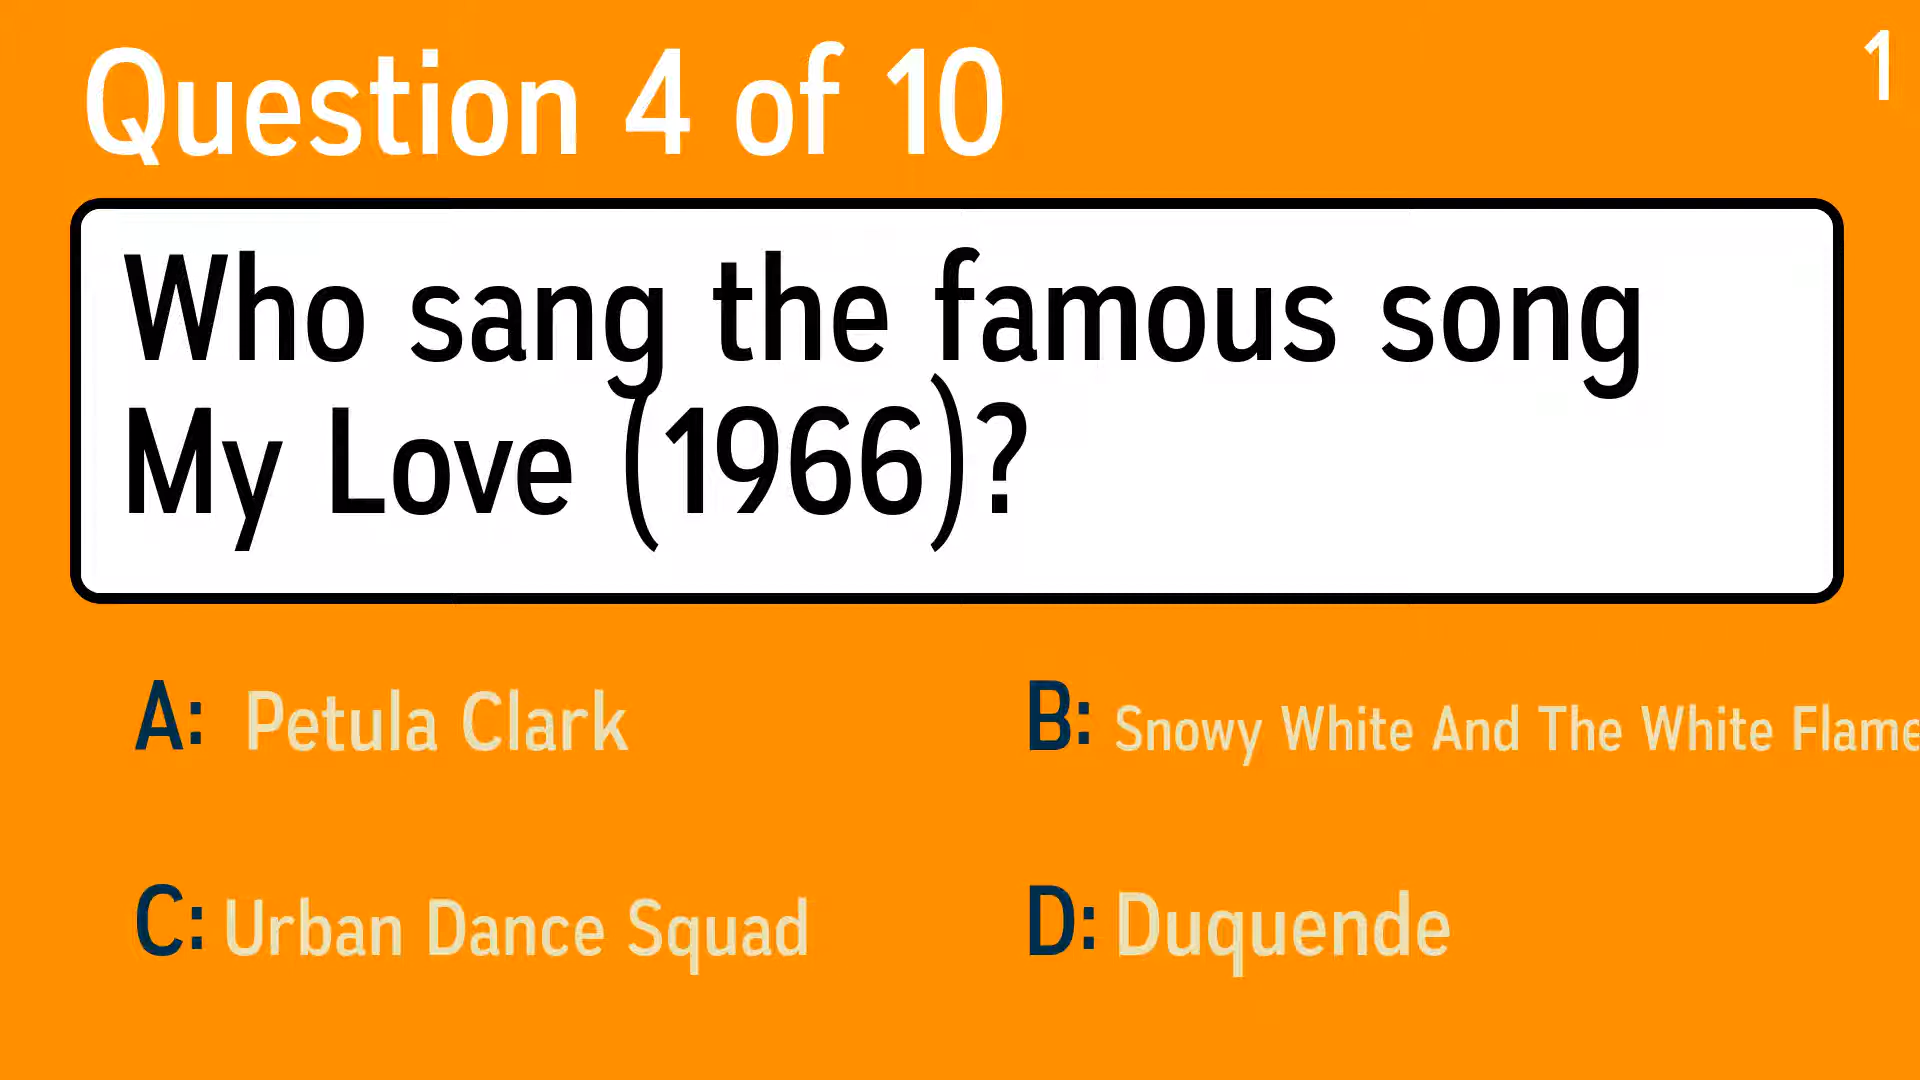 Question 4 of 10
1
Who sang the famous song
My Love (1966)?
A: Petula Clark
B: Snowy White And The White Flame
C: Urban Dance Squad
D: Duquende